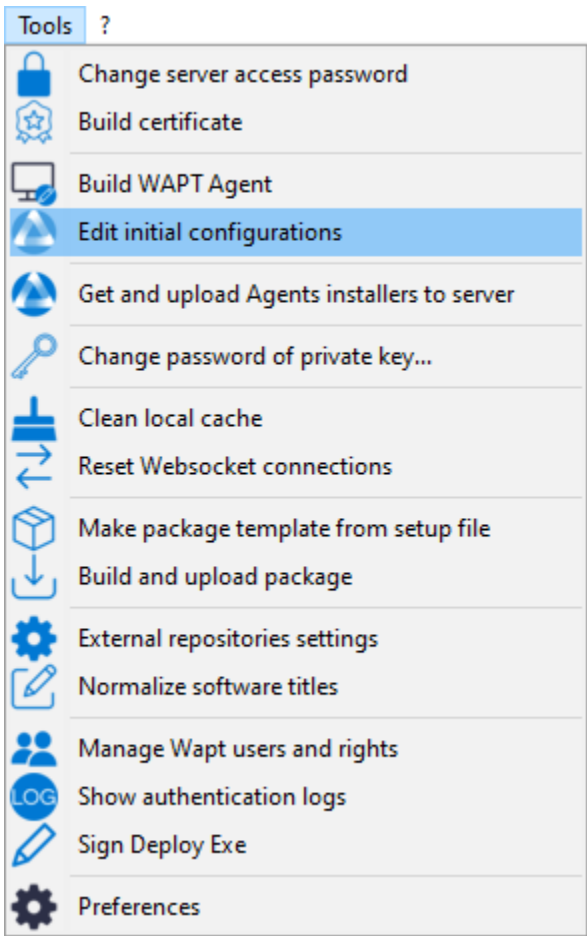 Tools ?
Change server access password
Build certificate
Build WAPT Agent
Edit initial configurations
Get and upload Agents installers to server
Change password of private key...
Clean local cache
Reset Websocket connections
Make package template from setup file
Build and upload package
External repositories settings
Normalize software titles
Manage Wapt users and rights
LOG Show authentication logs
Sign Deploy Exe
Preferences